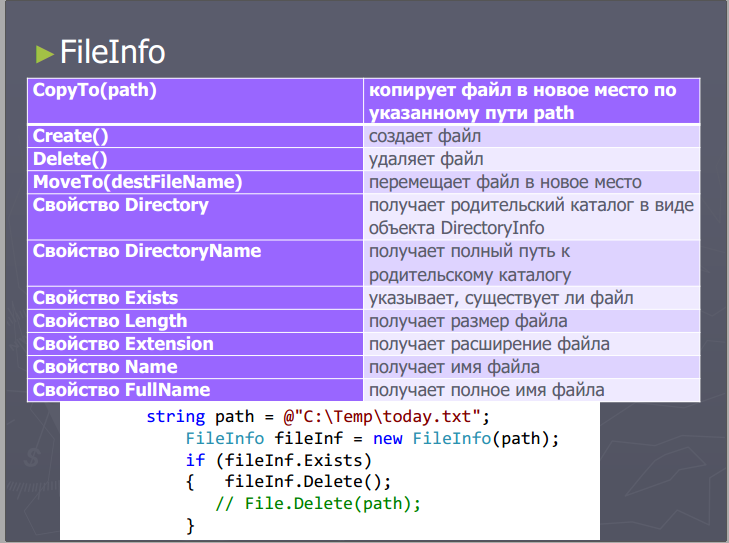 ►FileInfo
CopyTo(path) копирует файл в новое место по
указанному пути path
Create() создает файл
Delete() удаляет файл
MoveTo(destFileName) перемещает файл в новое место
Свойство Directory получает родительский каталог в виде
объекта DirectoryInfo
Свойство DirectoryName получает полный путь к
родительскому каталогу
Свойство Exists указывает, существует ли файл
Свойство Length получает размер файла
Свойство Extension получает расширение файла
Свойство Name получает имя файла
Свойство FullName получает полное имя файла
string path = @"C:\Temp\today.txt";
FileInfo fileInf = new FileInfo(path);
if (fileInf.Exists)
{ fileInf.Delete();
// File.Delete(path);
}